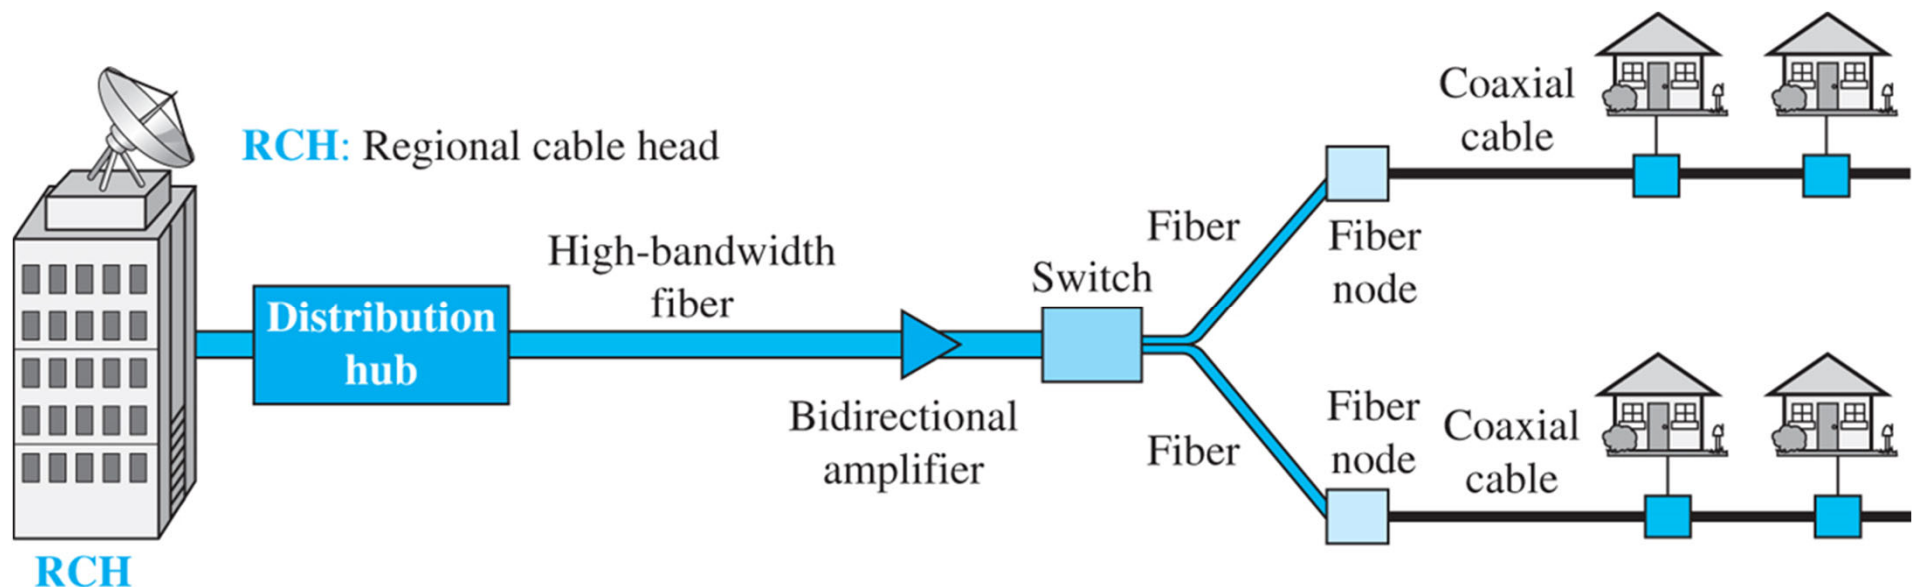 RCH: Regional cable head
RCH
Distribution
hub
High-bandwidth
fiber
Bidirectional
amplifier
Switch
Fiber
Fiber
Fiber
node
Fiber
node
Coaxial
cable
Coaxial
cable